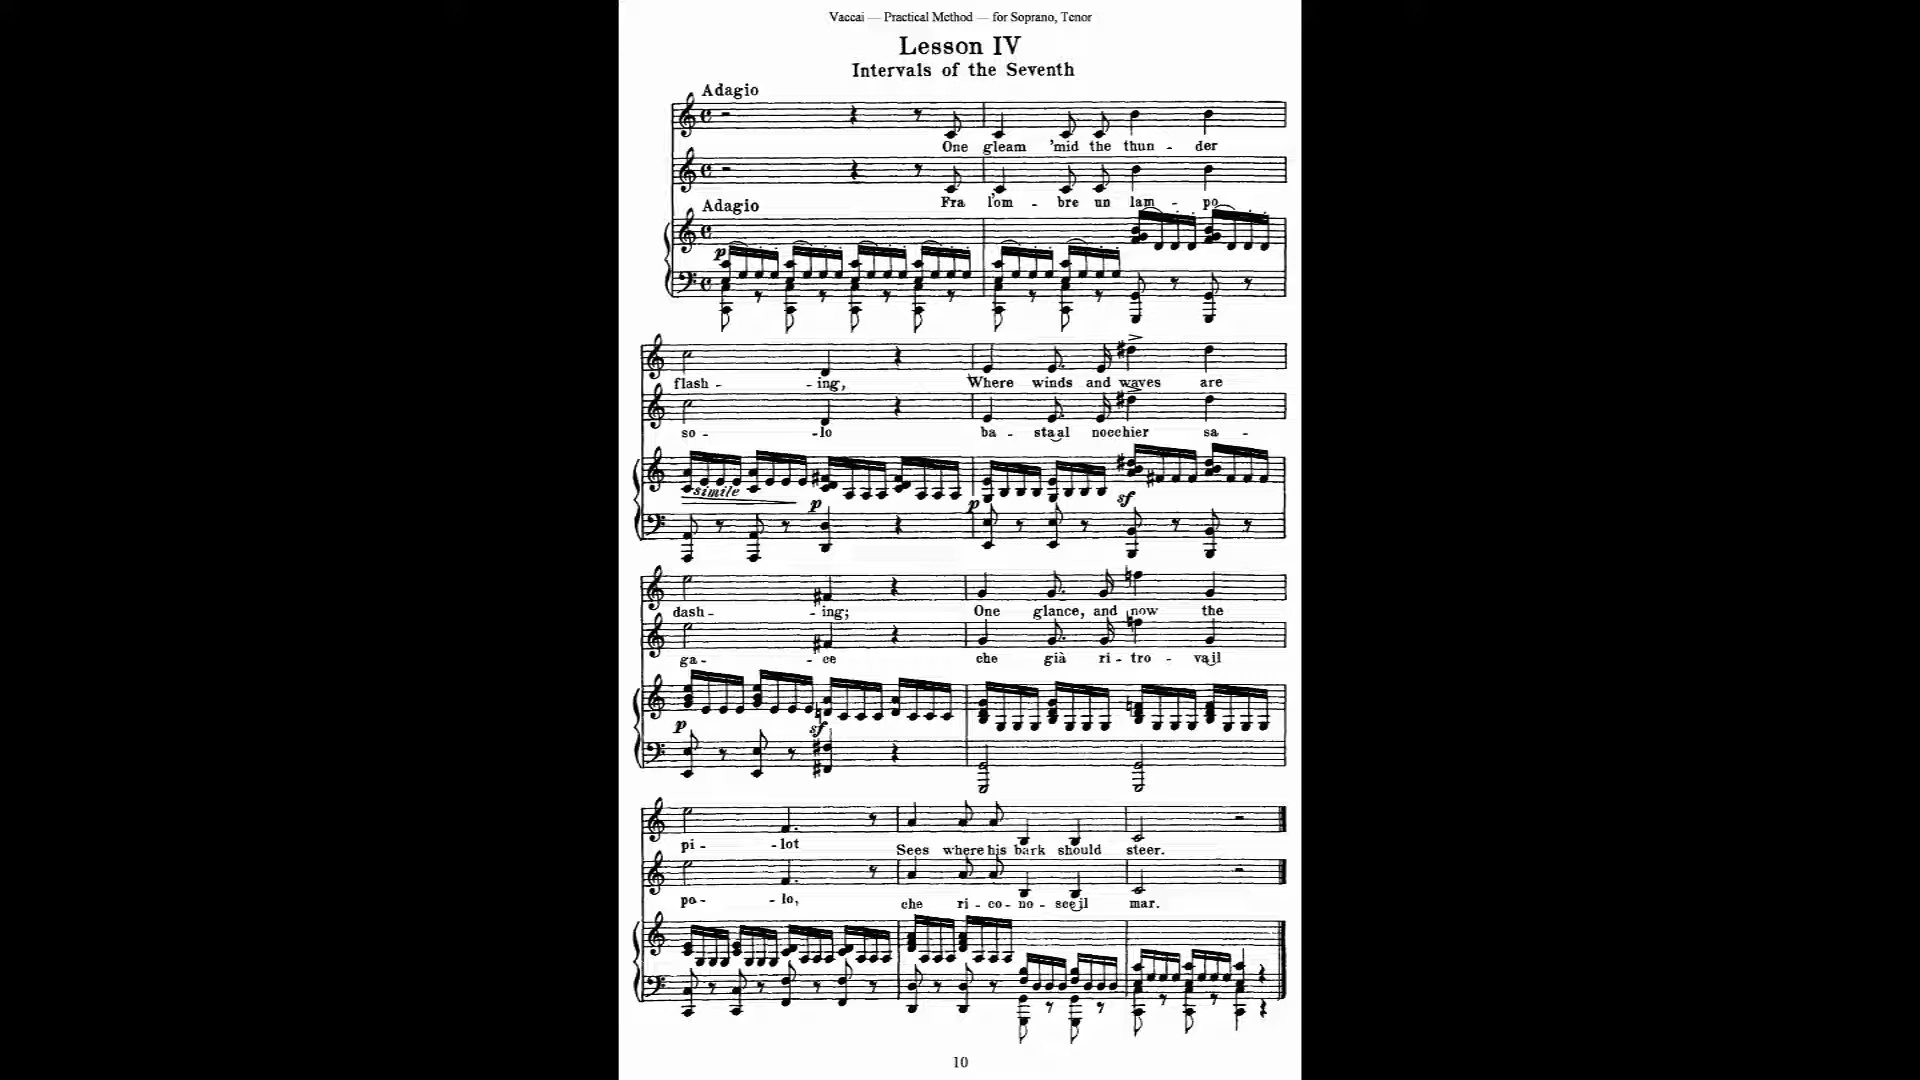 Vaccai — Practical Method — for Soprano, Tenor
Lesson IV
Intervals of the Seventh
Adagio
One gleam 'mid the thun - der
Fra l'om - bre un lam - po
Adagio
p
flash - - ing, Where winds and waves are
so - - lo ba - sta al nocchier sa -
simile p p sf
dash - - ing; One glance, and now the
ga - - ce che già ri - tro - va il
p sf
pi - - lot Sees where his bark should steer.
po - - lo, che ri - co - no - sce il mar.
10